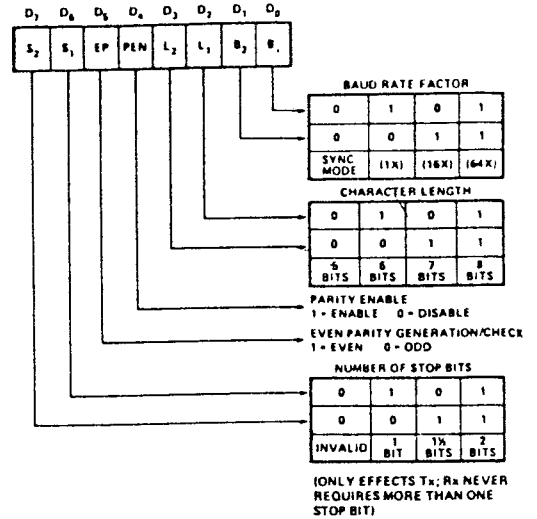 D7 D6 D5 D4 D3 D2 D1 D0
S2 S1 EP PEN L2 L1 B2 B1
BAUD RATE FACTOR
0 1 0 1
0 0 1 1
SYNC MODE (1X) (16X) (64X)
CHARACTER LENGTH
0 1 0 1
0 0 1 1
5 BITS 6 BITS 7 BITS 8 BITS
PARITY ENABLE
1 - ENABLE 0 - DISABLE
EVEN PARITY GENERATION/CHECK
1 - EVEN 0 - ODD
NUMBER OF STOP BITS
0 1 0 1
0 0 1 1
INVALID 1 BIT 1½ BITS 2 BITS
(ONLY EFFECTS Tx; Rx NEVER
REQUIRES MORE THAN ONE
STOP BIT)